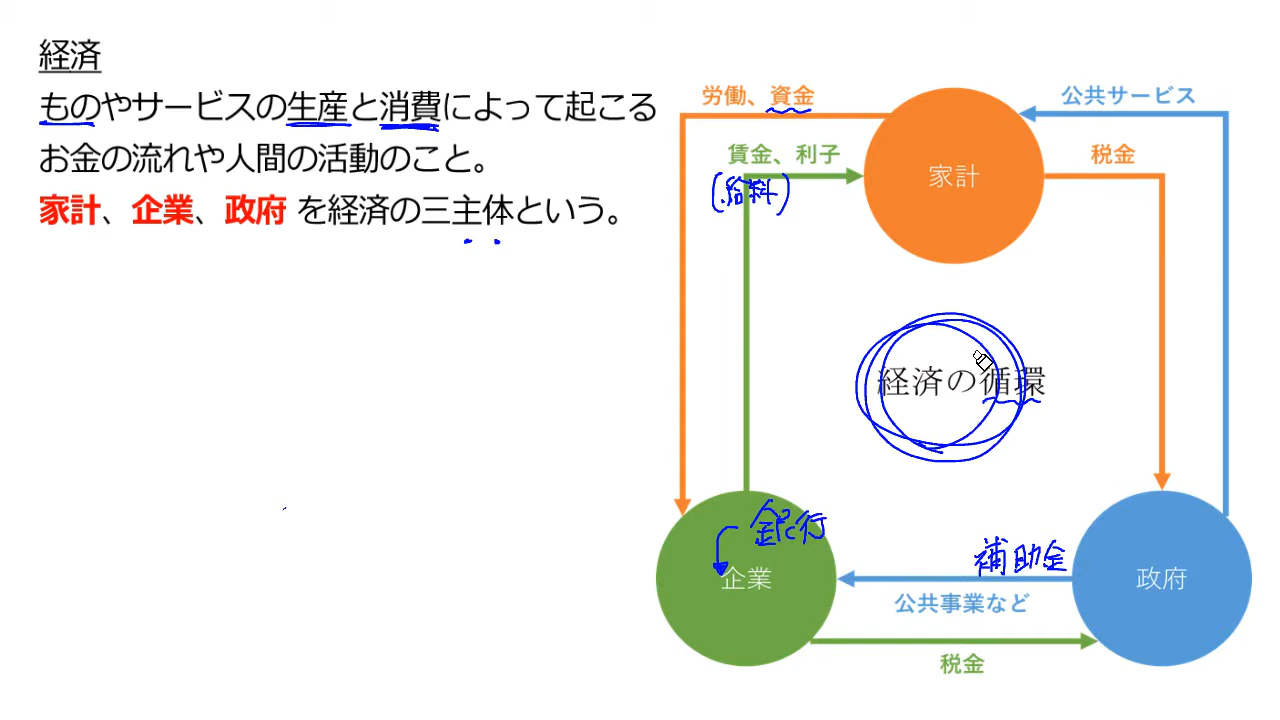 経済
ものやサービスの生産と消費によって起こる
お金の流れや人間の活動のこと。
家計、企業、政府 を経済の三主体という。
労働、資金
公共サービス
賃金、利子
税金
(給料)
家計
経済の循環
銀行
企業
補助金
政府
公共事業など
税金